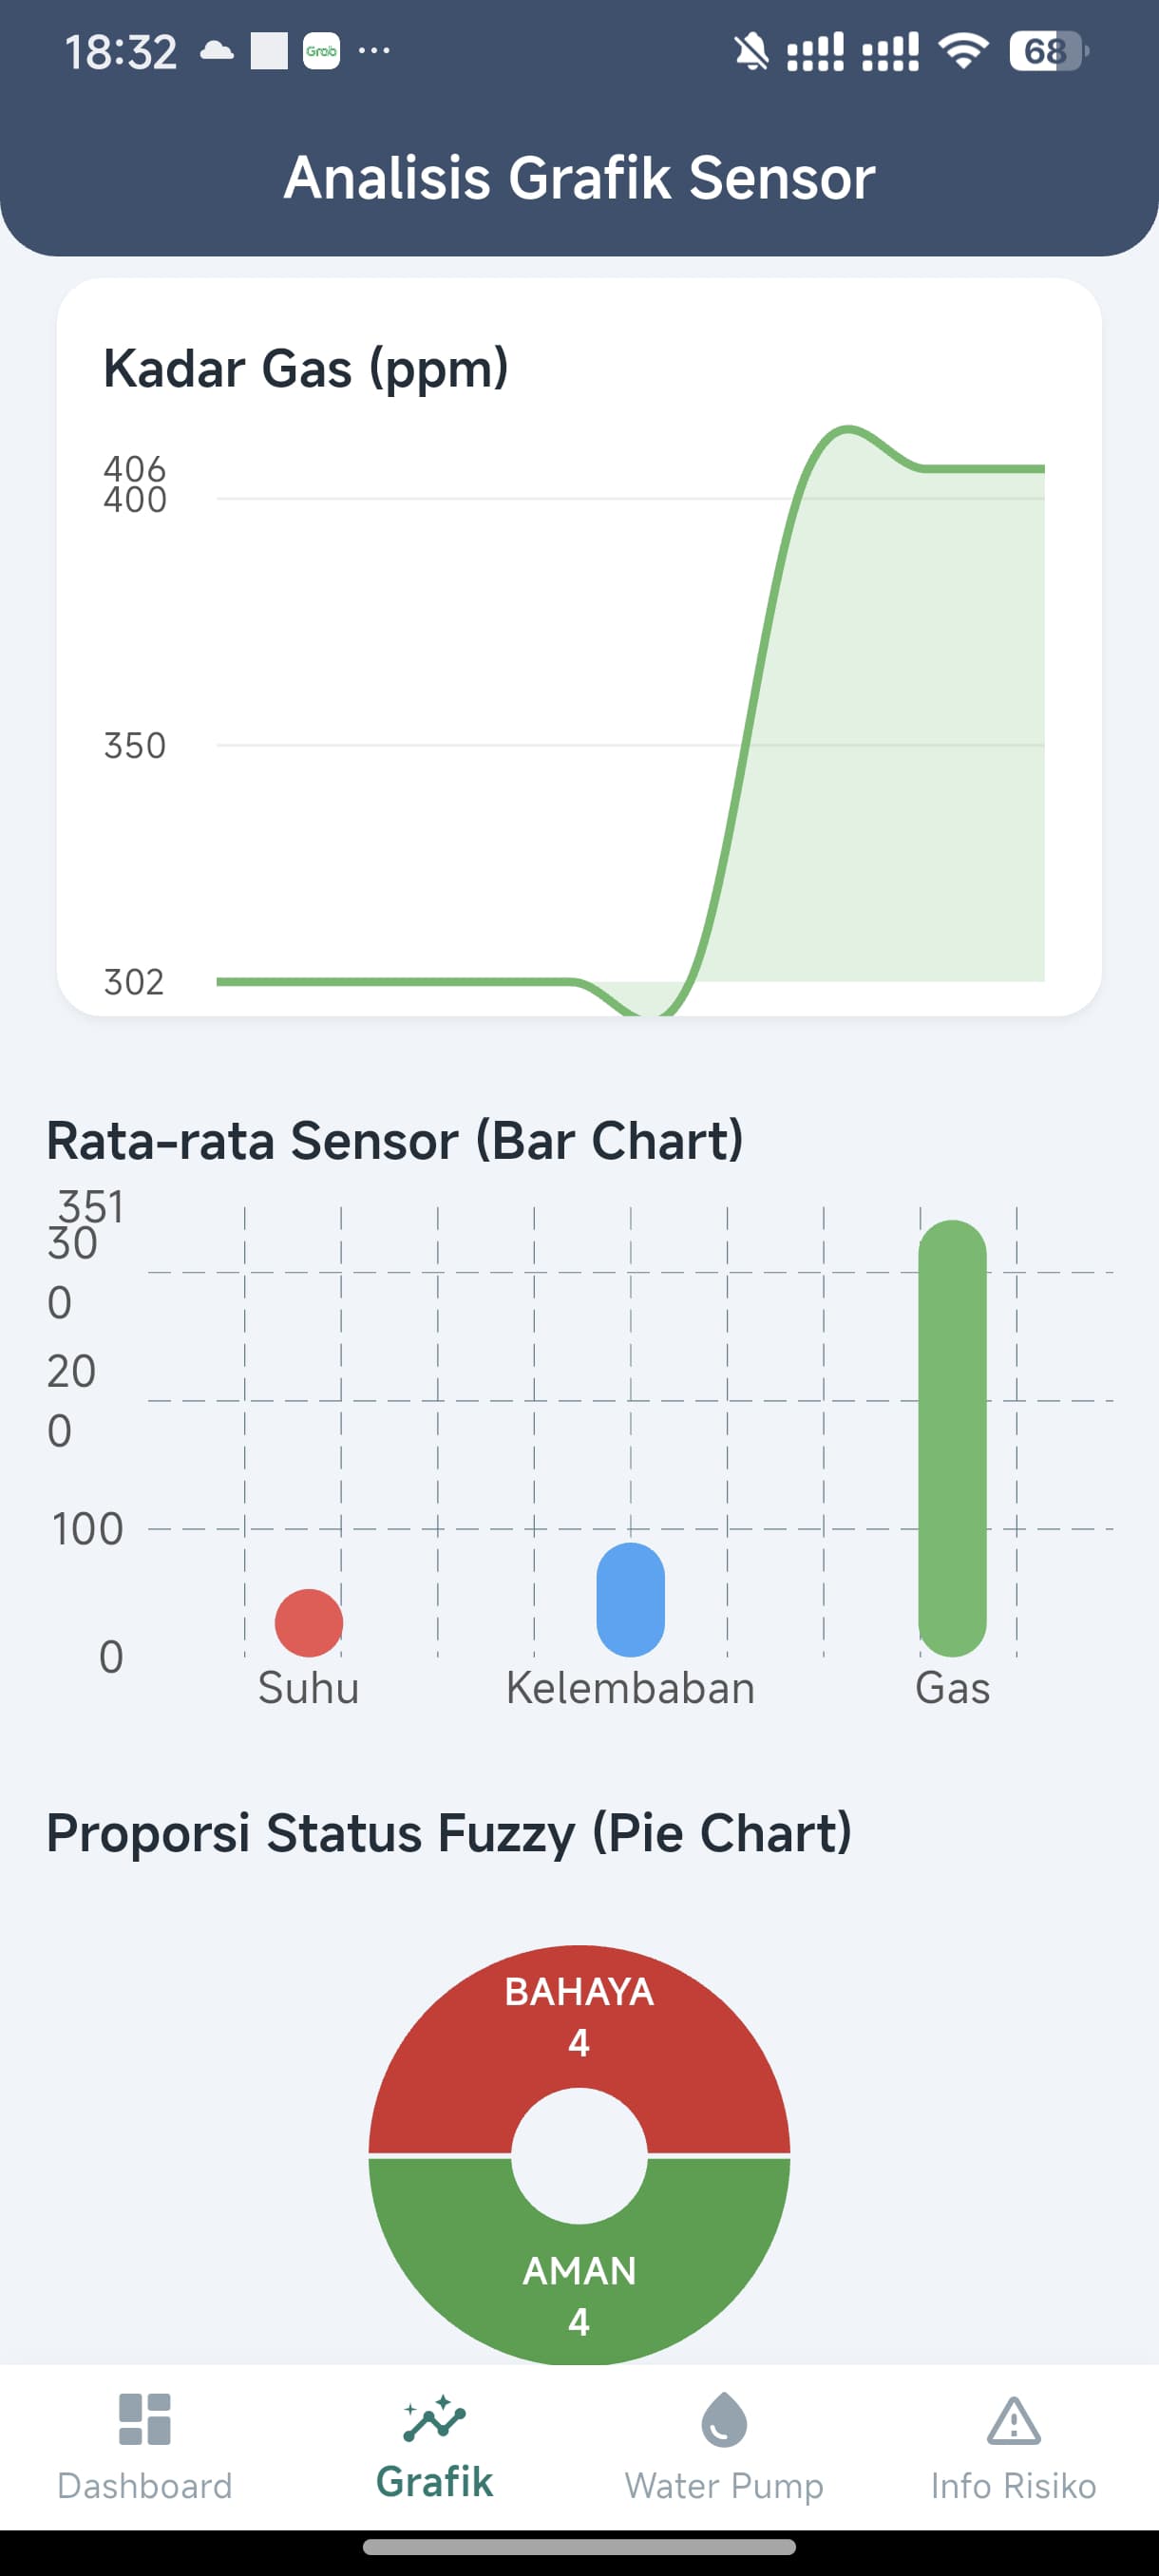 18:32
Grab
68
Analisis Grafik Sensor
Kadar Gas (ppm)
406
400
350
302
Rata-rata Sensor (Bar Chart)
351
30
0
20
0
100
0
Suhu Kelembaban Gas
Proporsi Status Fuzzy (Pie Chart)
BAHAYA
4
AMAN
4
Dashboard Grafik Water Pump Info Risiko